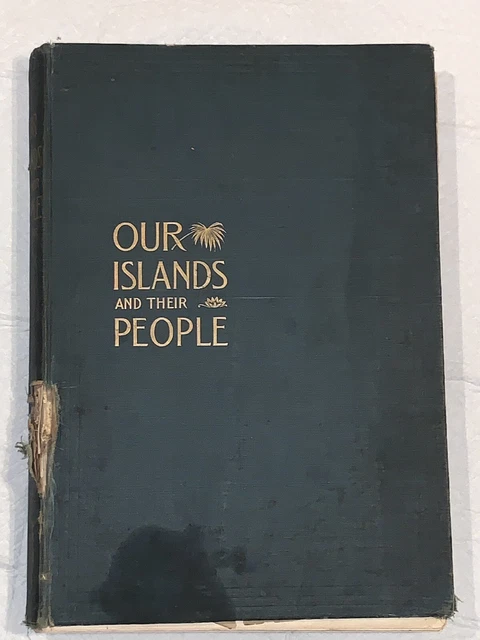 OUR
ISLANDS
AND THEIR
PEOPLE